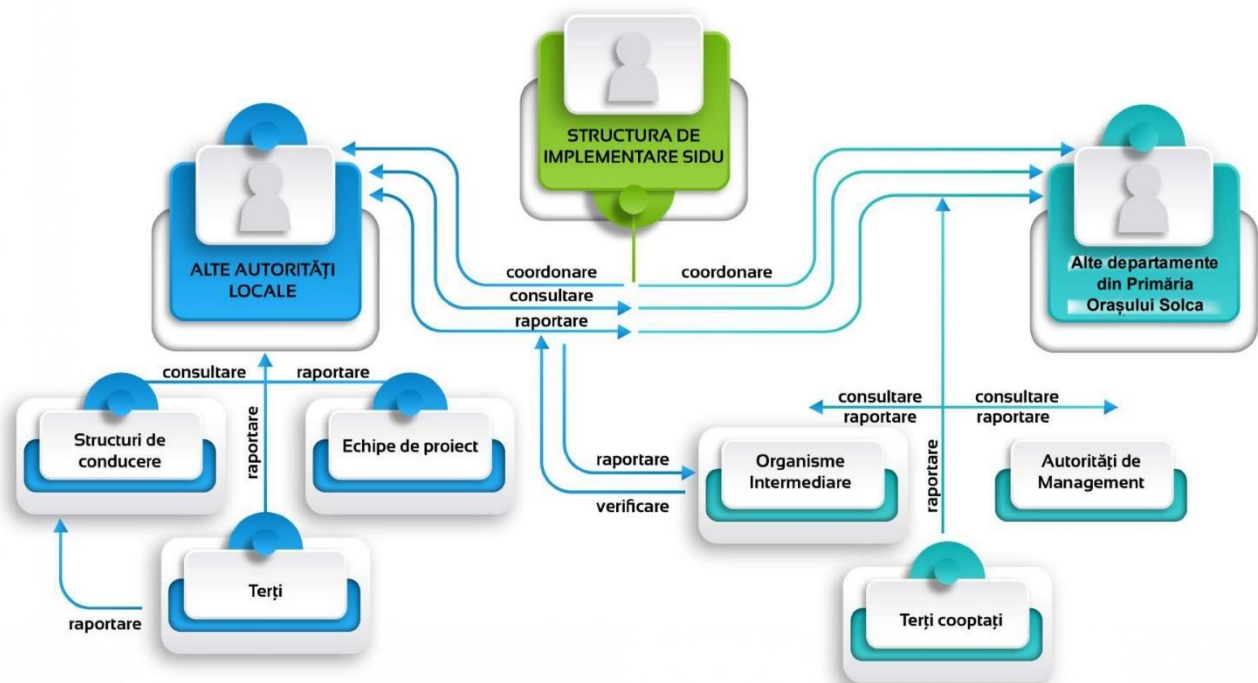 STRUCTURA DE
IMPLEMENTARE SIDU
ALTE AUTORITĂȚI
LOCALE
Alte departamente
din Primăria
Orașului Solca
coordonare
coordonare
consultare
raportare
consultare
raportare
raportare
Structuri de
conducere
Echipe de proiect
Terți
raportare
raportare
verificare
consultare
raportare
consultare
raportare
Organisme
Intermediare
Autorități de
Management
raportare
Terți cooptați